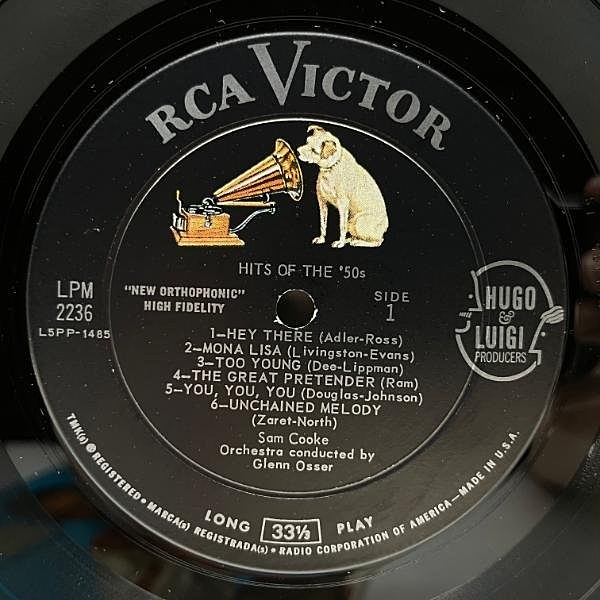 RCA VICTOR
HITS OF THE '50s
LPM
2236
L5PP-1485
"NEW ORTHOPHONIC"
HIGH FIDELITY
SIDE
1
HUGO
&
LUIGI
PRODUCERS
1—HEY THERE (Adler-Ross)
2—MONA LISA (Livingston-Evans)
3—TOO YOUNG (Dee-Lippman)
4—THE GREAT PRETENDER (Ram)
5—YOU, YOU, YOU (Douglas-Johnson)
6—UNCHAINED MELODY
(Zaret-North)
Sam Cooke
Orchestra conducted by
Glenn Osser
LONG 33⅓ PLAY
TMK(s) ® REGISTERED • MARCA(s) REGISTRADA(s) • RADIO CORPORATION OF AMERICA—MADE IN U.S.A.